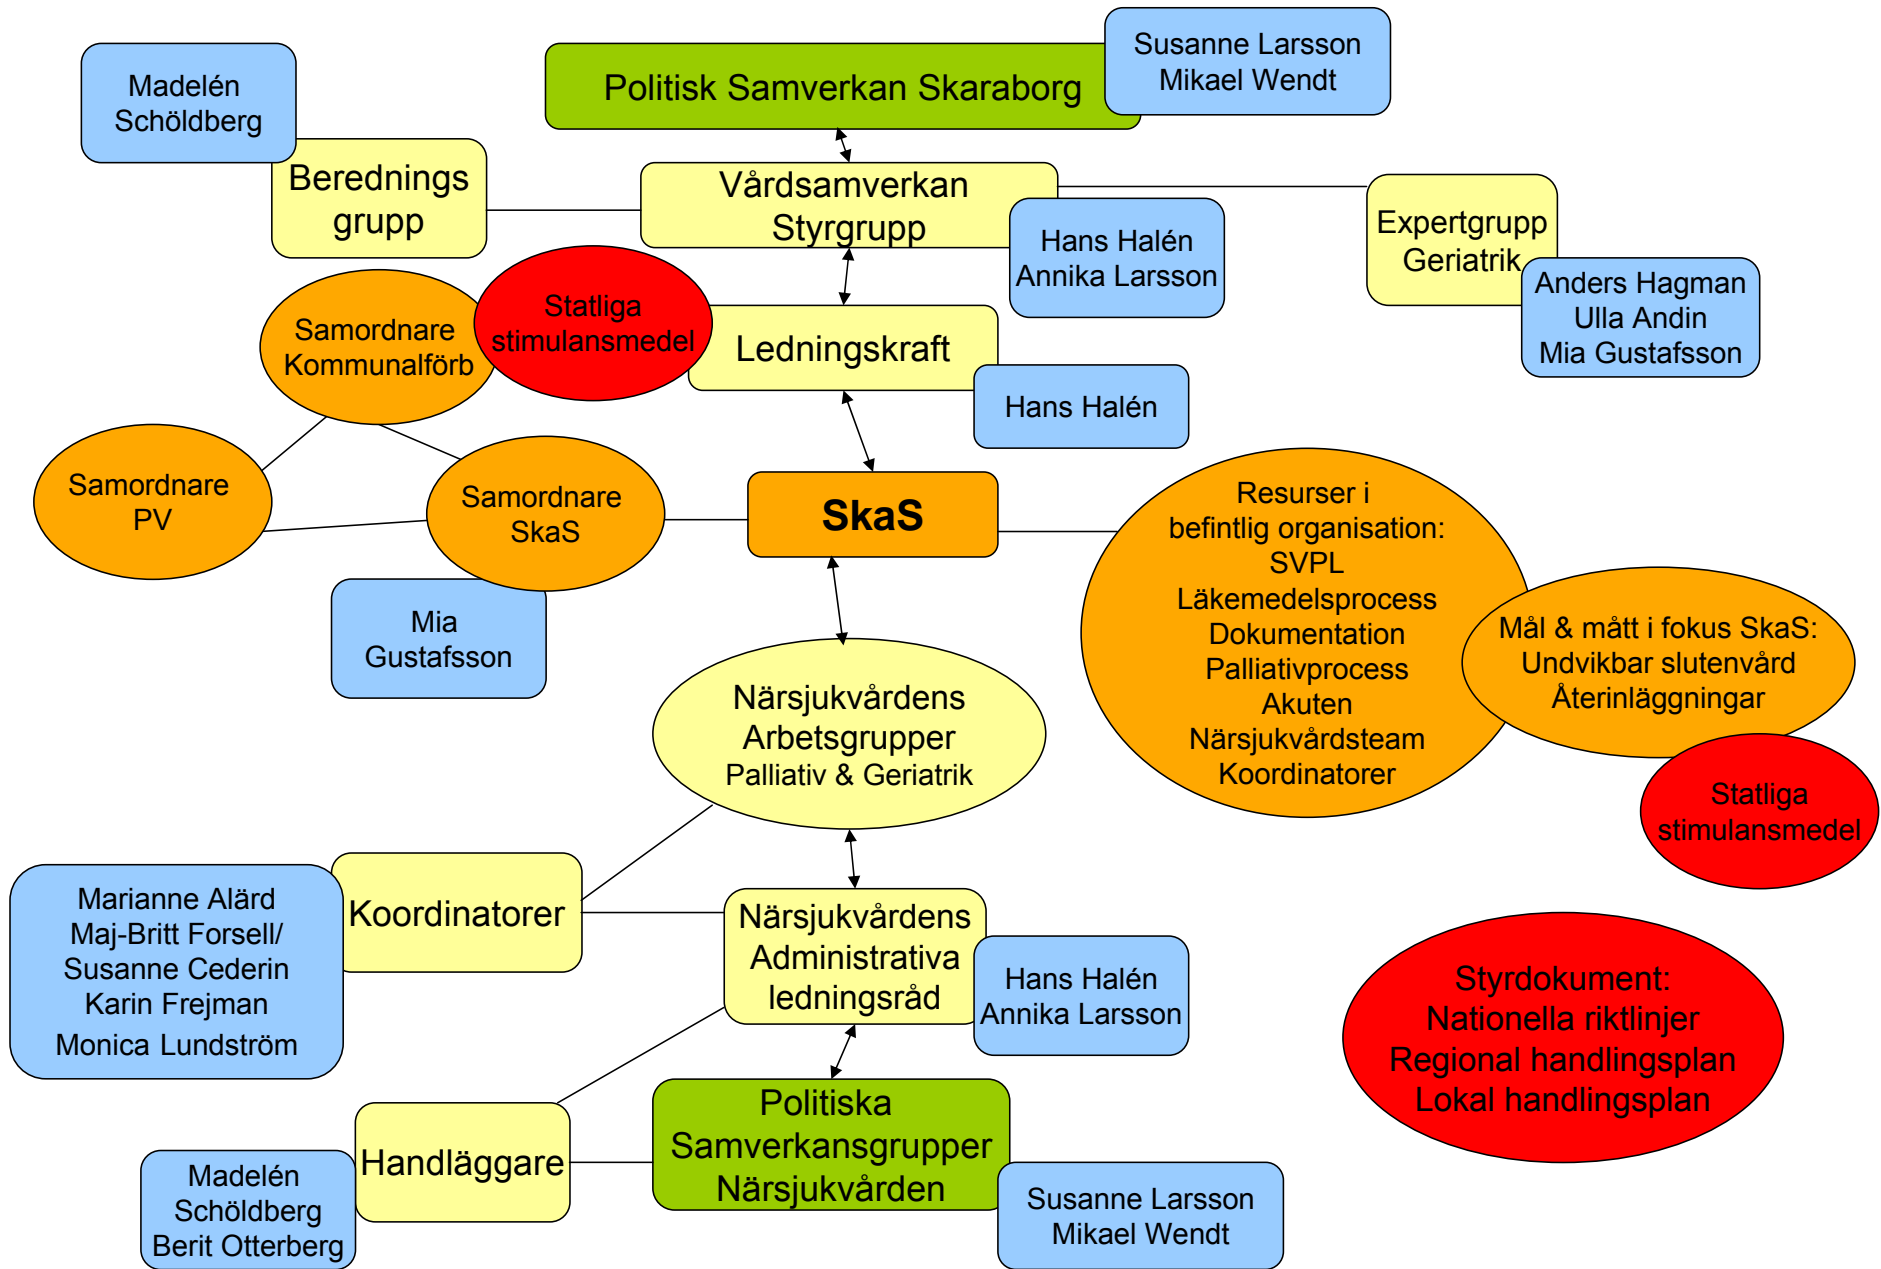 Politisk Samverkan Skaraborg
Susanne Larsson
Mikael Wendt
Madelén
Schöldberg
Berednings
grupp
Vårdsamverkan
Styrgrupp
Hans Halén
Annika Larsson
Expertgrupp
Geriatrik
Anders Hagman
Ulla Andin
Mia Gustafsson
Samordnare
Kommunalförb
Statliga
stimulansmedel
Ledningskraft
Hans Halén
Samordnare
PV
Samordnare
SkaS
Mia
Gustafsson
SkaS
Resurser i
befintlig organisation:
SVPL
Läkemedelsprocess
Dokumentation
Palliativprocess
Akuten
Närsjukvårdsteam
Koordinatorer
Mål & mått i fokus SkaS:
Undvikbar slutenvård
Återinläggningar
Statliga
stimulansmedel
Närsjukvårdens
Arbetsgrupper
Palliativ & Geriatrik
Marianne Alärd
Maj-Britt Forsell/
Susanne Cederin
Karin Frejman
Monica Lundström
Koordinatorer
Närsjukvårdens
Administrativa
ledningsråd
Hans Halén
Annika Larsson
Styrdokument:
Nationella riktlinjer
Regional handlingsplan
Lokal handlingsplan
Madelén
Schöldberg
Berit Otterberg
Handläggare
Politiska
Samverkansgrupper
Närsjukvården
Susanne Larsson
Mikael Wendt